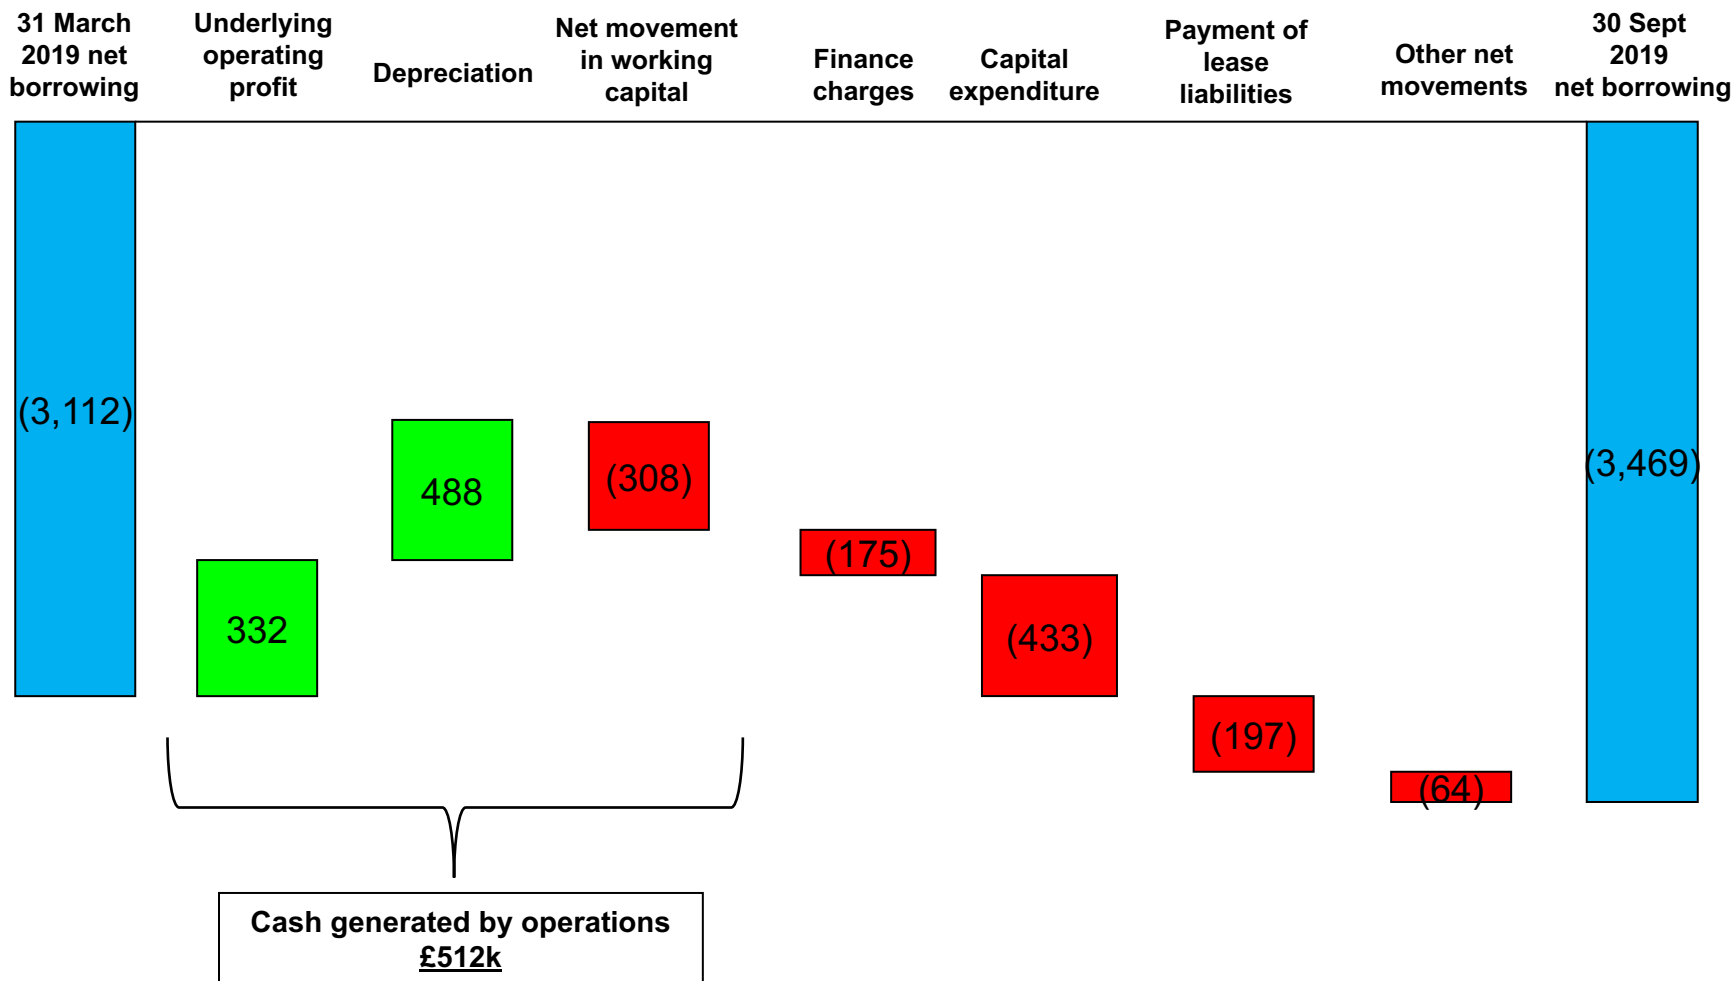 31 March
2019 net
borrowing
Underlying
operating
profit
Depreciation
Net movement
in working
capital
Finance
charges
Capital
expenditure
Payment of
lease
liabilities
Other net
movements
30 Sept
2019
net borrowing
(3,112)
332
488
(308)
(175)
(433)
(197)
(64)
(3,469)
Cash generated by operations
£512k